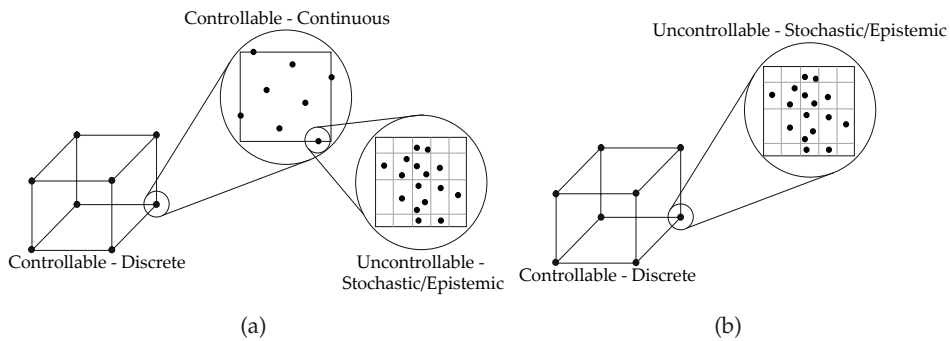 Controllable - Continuous
Controllable - Discrete
Uncontrollable -
Stochastic/Epistemic
(a)
Uncontrollable - Stochastic/Epistemic
Controllable - Discrete
(b)